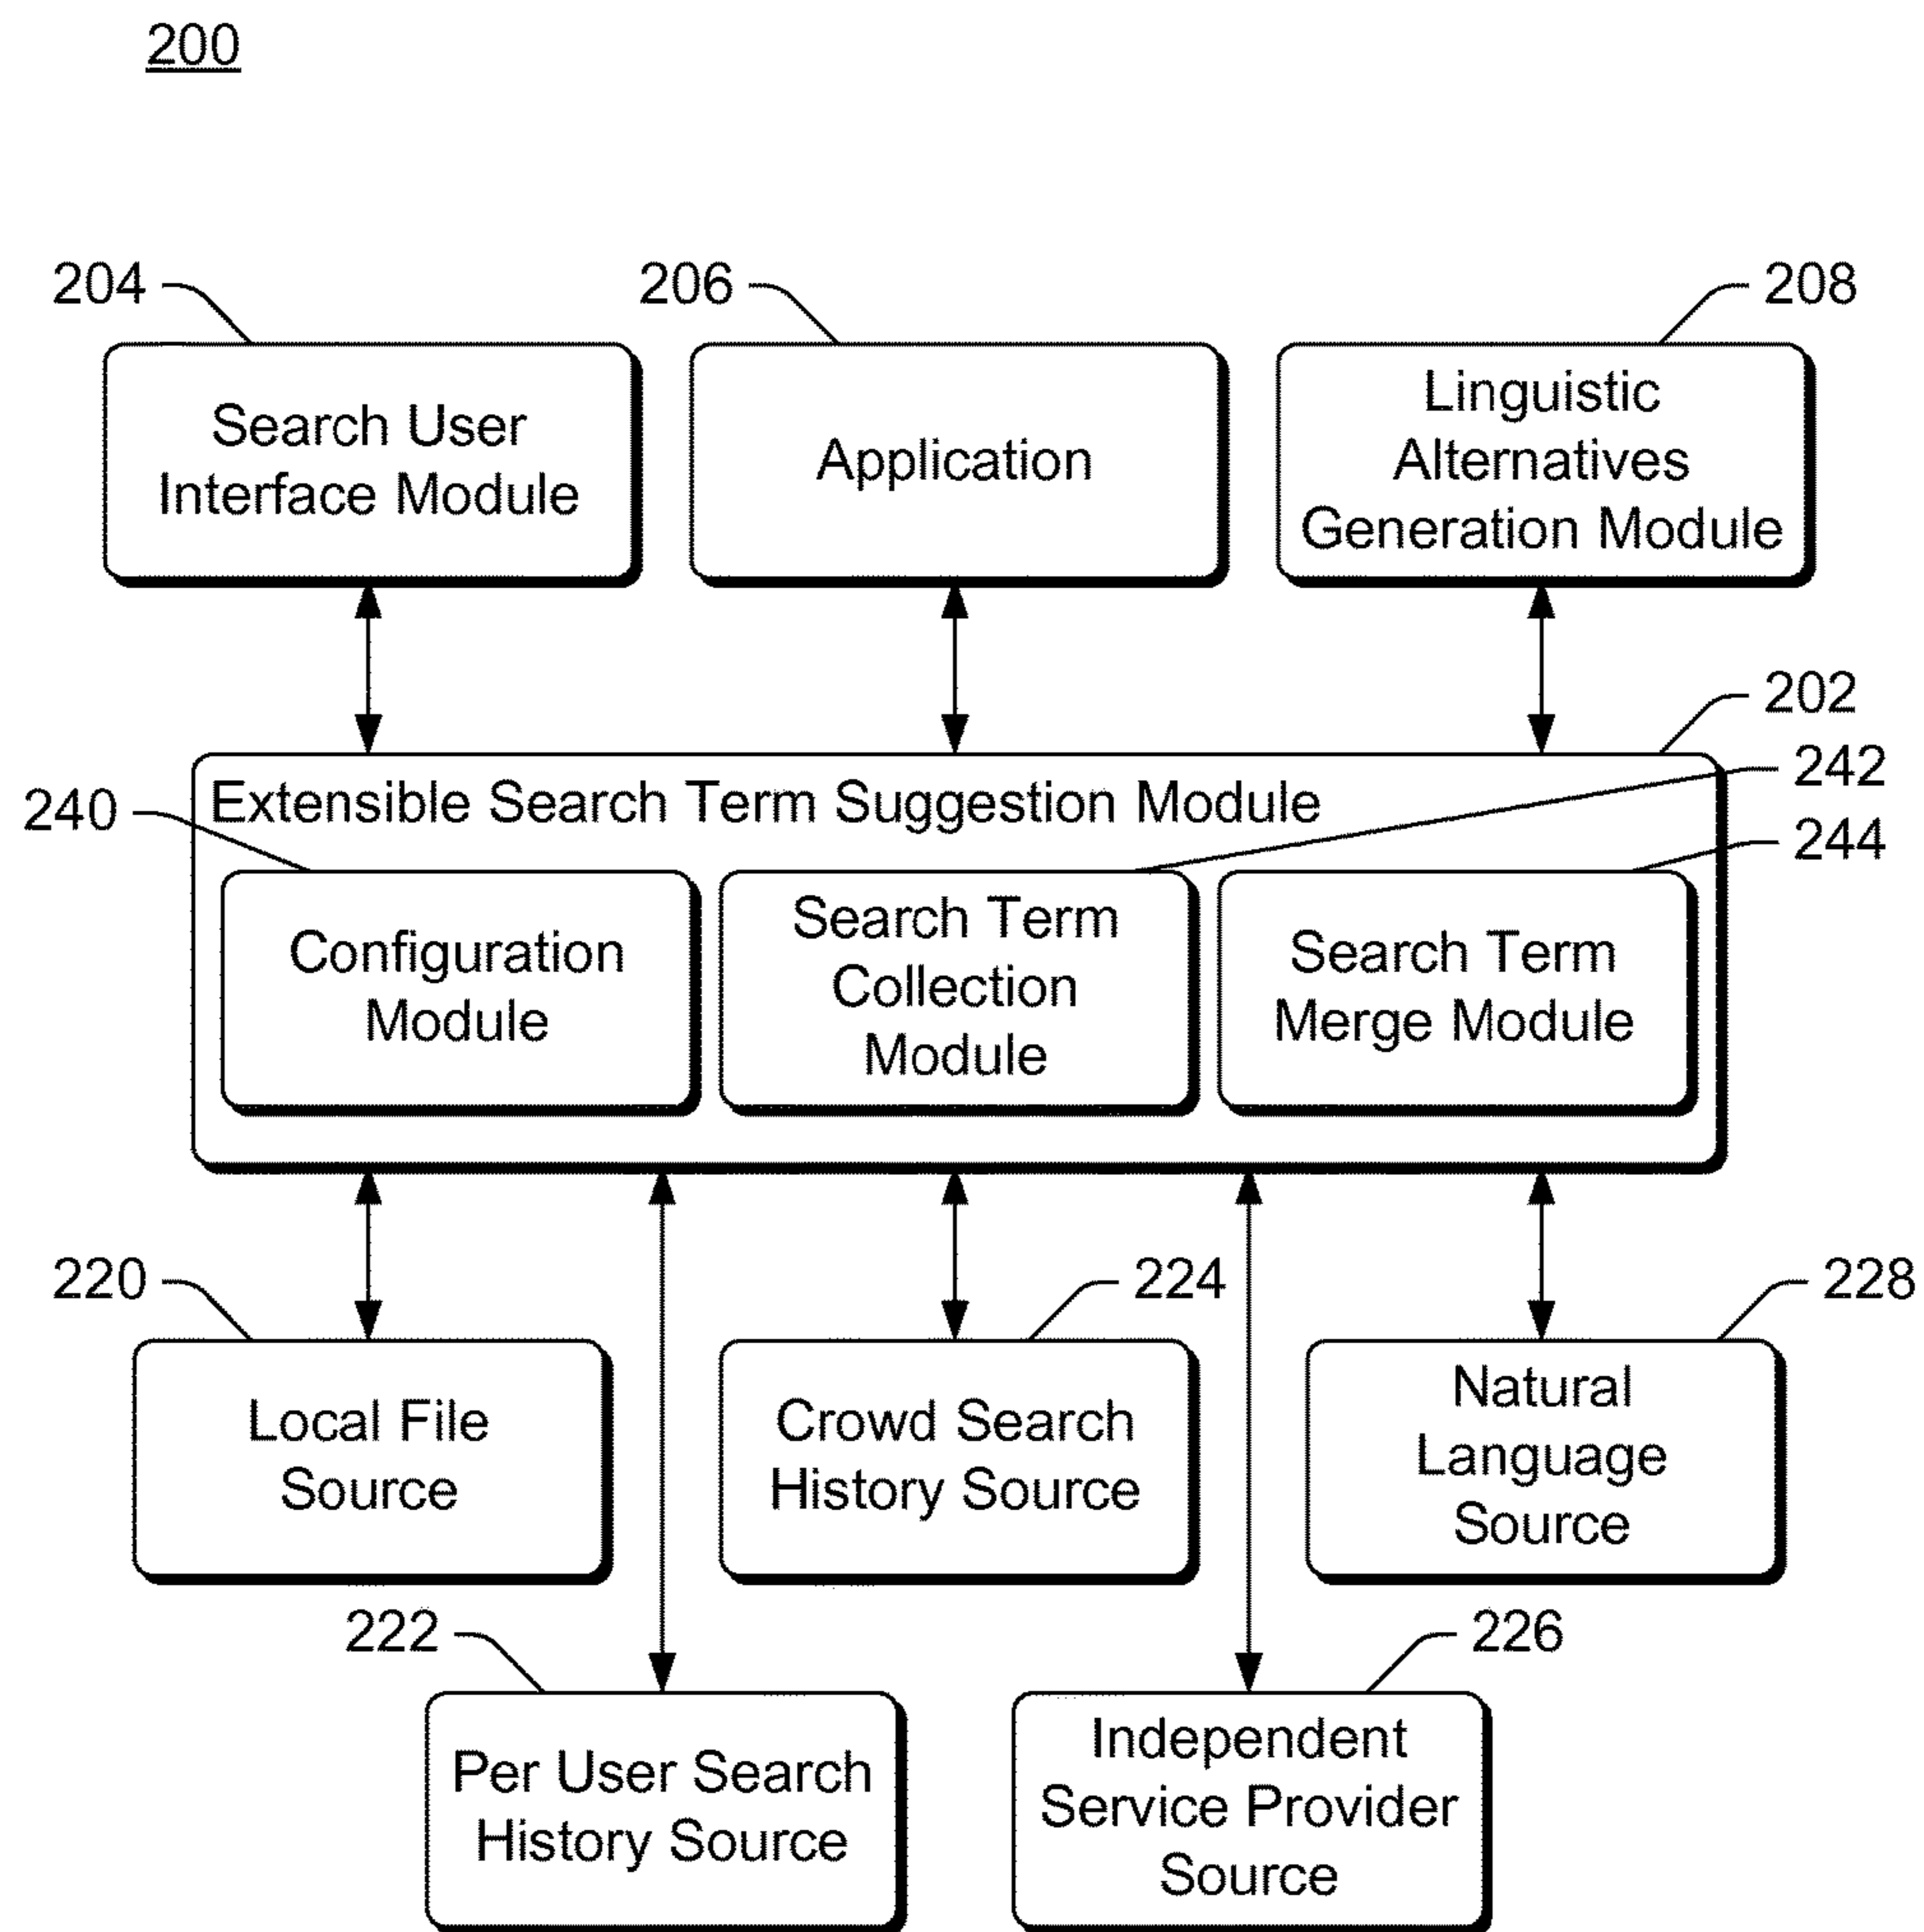 200
204
206
208
Search User
Interface Module
Application
Linguistic
Alternatives
Generation Module
202
242
240
Extensible Search Term Suggestion Module
244
Configuration
Module
Search Term
Collection
Module
Search Term
Merge Module
220
224
228
Local File
Source
Crowd Search
History Source
Natural
Language
Source
222
226
Per User Search
History Source
Independent
Service Provider
Source